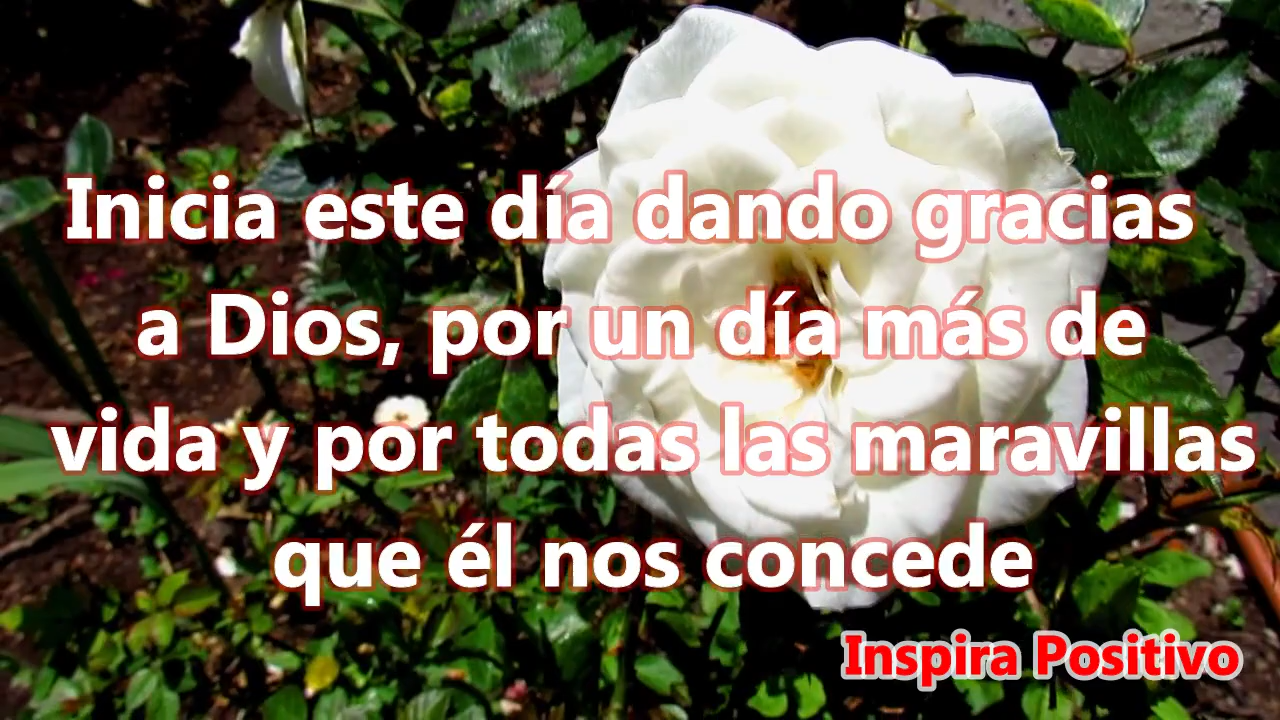 Inicia este día dando gracias
a Dios, por un día más de
vida y por todas las maravillas
que él nos concede
Inspira Positivo